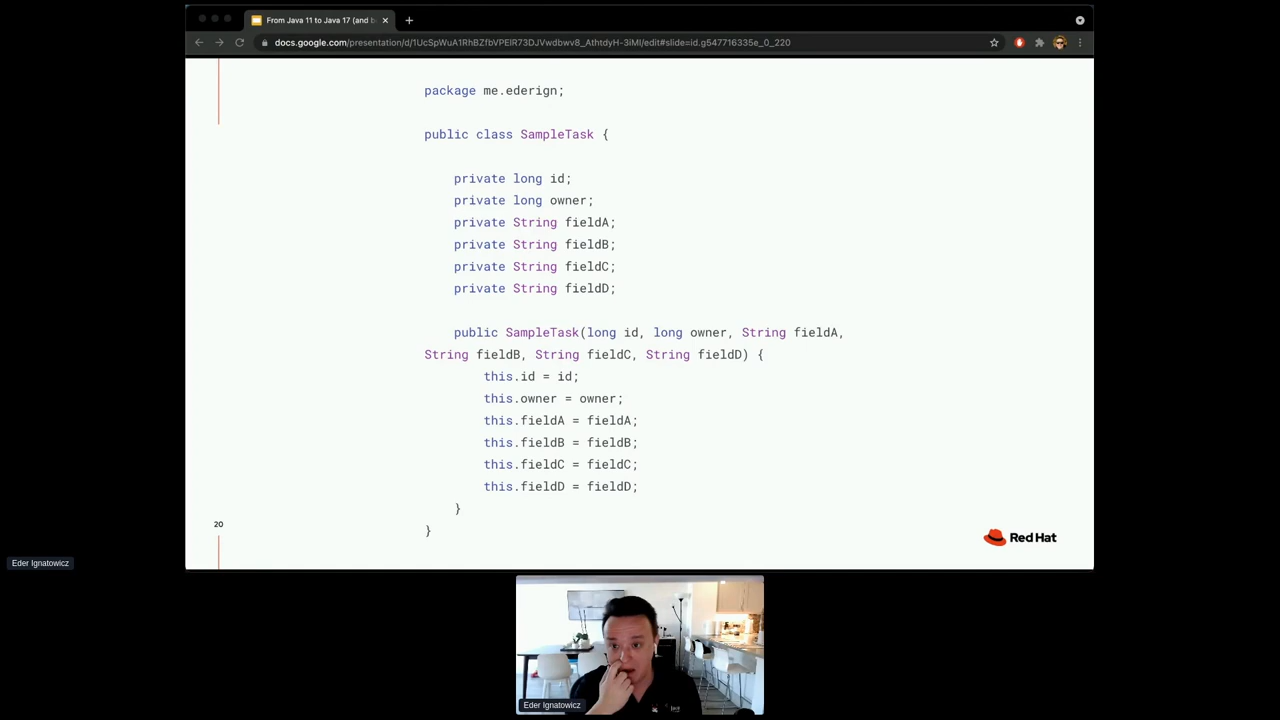 From Java 11 to Java 17 (and b
docs.google.com/presentation/d/1UcSpWuA1RhBZfbVPElR73DJVwdbwv8_AthtdyH-3iMI/edit#slide=id.g547716335e_0_220
package me.ederign;
public class SampleTask {
private long id;
private long owner;
private String fieldA;
private String fieldB;
private String fieldC;
private String fieldD;
public SampleTask(long id, long owner, String fieldA,
String fieldB, String fieldC, String fieldD) {
this.id = id;
this.owner = owner;
this.fieldA = fieldA;
this.fieldB = fieldB;
this.fieldC = fieldC;
this.fieldD = fieldD;
}
}
20
Red Hat
Eder Ignatowicz
Eder Ignatowicz